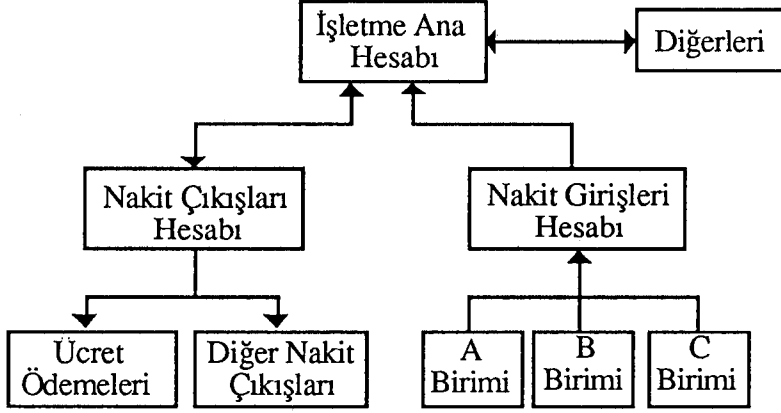 İşletme Ana
Hesabı
Diğerleri
Nakit Çıkışları
Hesabı
Nakit Girişleri
Hesabı
Ücret
Ödemeleri
Diğer Nakit
Çıkışları
A
Birimi
B
Birimi
C
Birimi